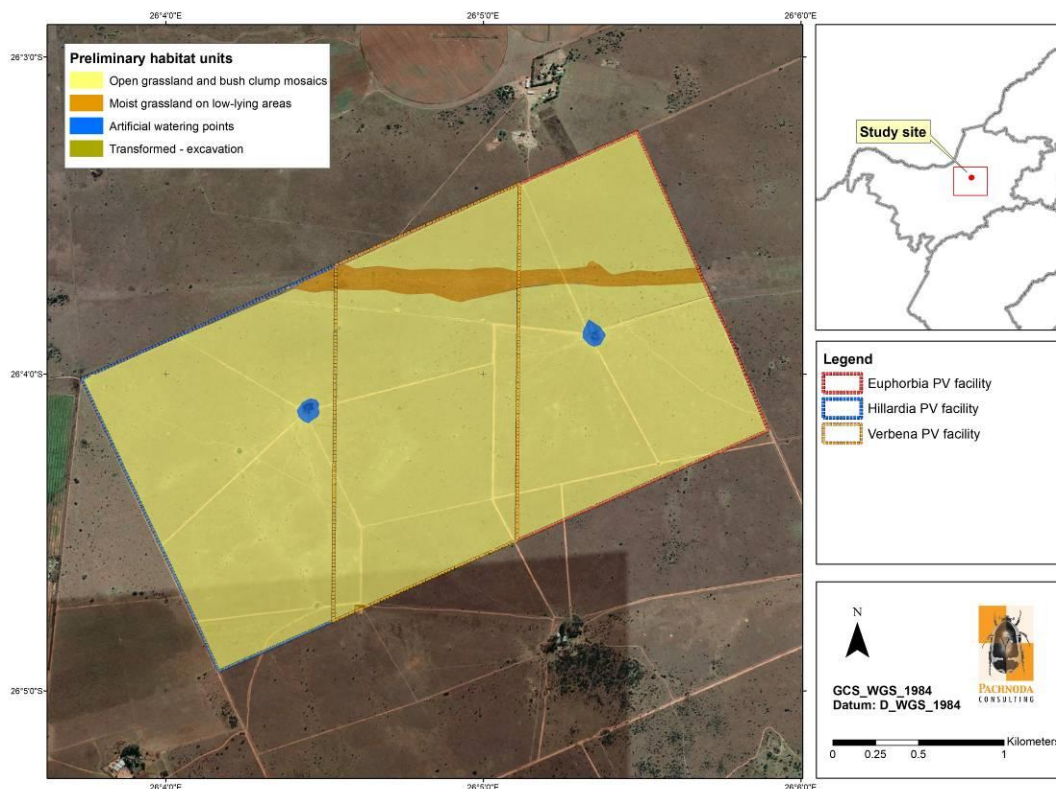 26°4'0"E
26°5'0"E
26°6'0"E
26°3'0"S
26°4'0"S
26°5'0"S
Preliminary habitat units
Open grassland and bush clump mosaics
Moist grassland on low-lying areas
Artificial watering points
Transformed - excavation
26°4'0"E
26°5'0"E
26°6'0"E
Study site
Legend
Euphorbia PV facility
Hillardia PV facility
Verbena PV facility
N
GCS_WGS_1984
Datum: D_WGS_1984
PACHNODA
CONSULTING
Kilometers
0 0.25 0.5 1